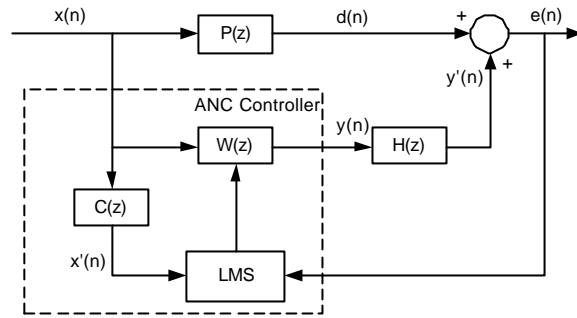 x(n)
P(z)
d(n)
+
e(n)
+
y'(n)
ANC Controller
y(n)
W(z)
H(z)
C(z)
x'(n)
LMS